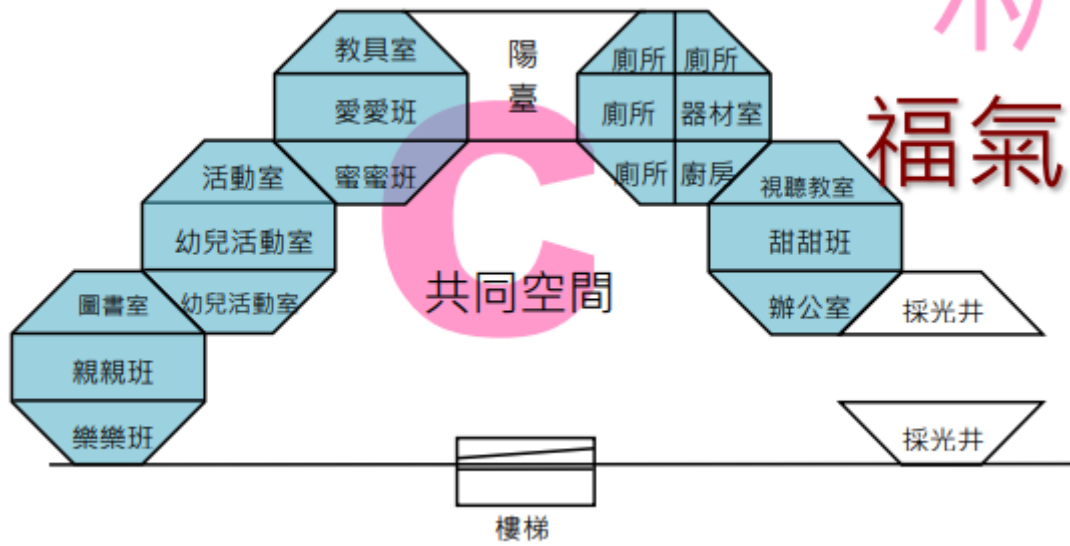 教具室
愛愛班
蜜蜜班
陽臺
廁所 廁所
廁所 器材室
廁所 廚房
福氣
活動室
幼兒活動室
幼兒活動室
視聽教室
甜甜班
辦公室
圖書室
親親班
樂樂班
C
共同空間
採光井
採光井
樓梯